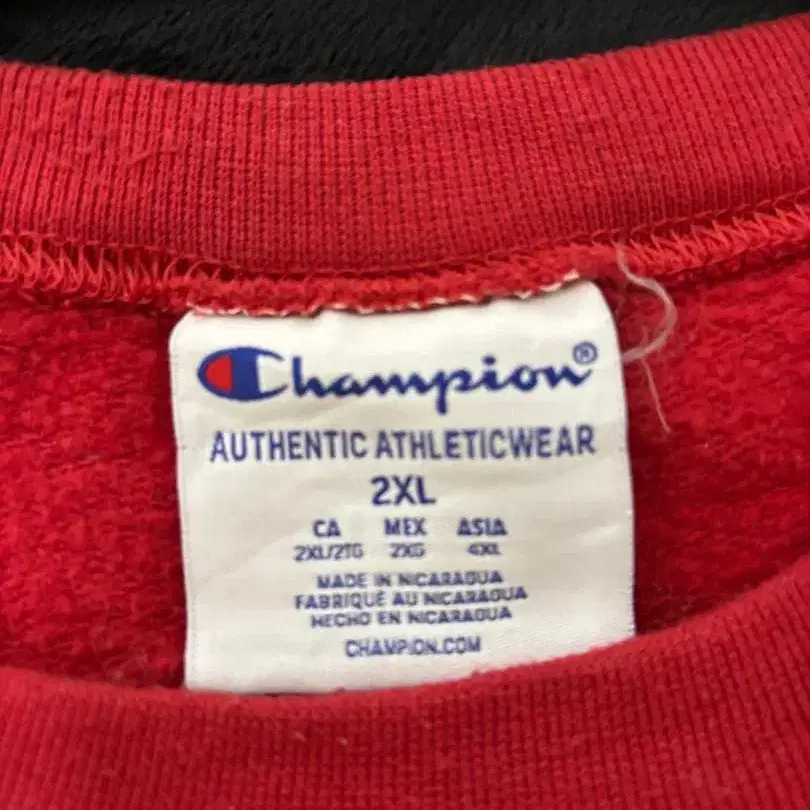 Champion®
AUTHENTIC ATHLETICWEAR
2XL
CA MEX ASIA
2XL/2TG 2XG 4XL
MADE IN NICARAGUA
FABRIQUÉ AU NICARAGUA
HECHO EN NICARAGUA
CHAMPION.COM